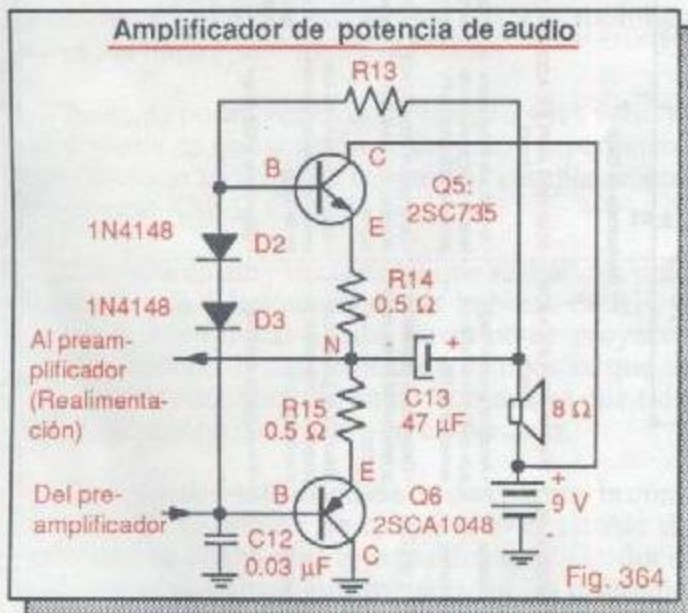 Amplificador de potencia de audio
R13
C
B
Q5:
2SC735
E
1N4148
D2
R14
0.5 Ω
1N4148
D3
Al pream-
plificador
(Realimenta-
ción)
N
+
C13
47 µF
R15
0.5 Ω
8 Ω
E
Del pre-
amplificador
B
Q6
2SCA1048
+
9 V
-
C12
0.03 µF
C
Fig. 364